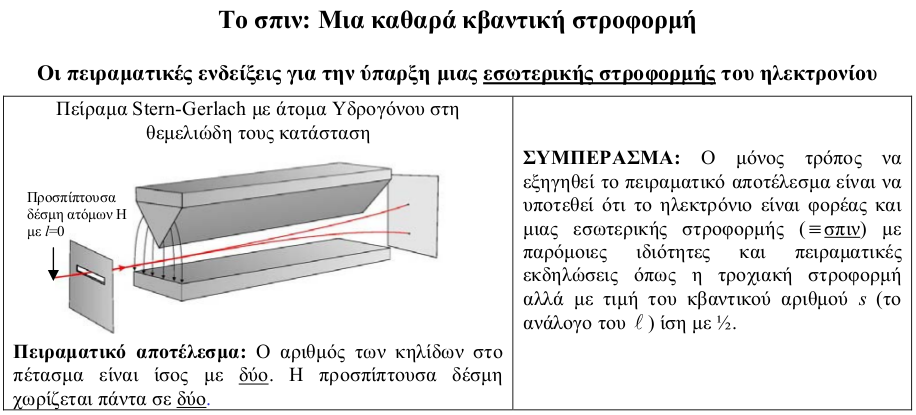 Το σπιν: Μια καθαρά κβαντική στροφορμή
Οι πειραματικές ενδείξεις για την ύπαρξη μιας εσωτερικής στροφορμής του ηλεκτρονίου
Πείραμα Stern-Gerlach με άτομα Υδρογόνου στη
θεμελιώδη τους κατάσταση
Προσπίπτουσα
δέσμη ατόμων Η
με l=0
Πειραματικό αποτέλεσμα: Ο αριθμός των κηλίδων στο
πέτασμα είναι ίσος με δύο. Η προσπίπτουσα δέσμη
χωρίζεται πάντα σε δύο.
ΣΥΜΠΕΡΑΣΜΑ: Ο μόνος τρόπος να
εξηγηθεί το πειραματικό αποτέλεσμα είναι να
υποτεθεί ότι το ηλεκτρόνιο είναι φορέας και
μιας εσωτερικής στροφορμής (≡σπιν) με
παρόμοιες ιδιότητες και πειραματικές
εκδηλώσεις όπως η τροχιακή στροφορμή
αλλά με τιμή του κβαντικού αριθμού s (το
ανάλογο του ℓ ) ίση με ½.